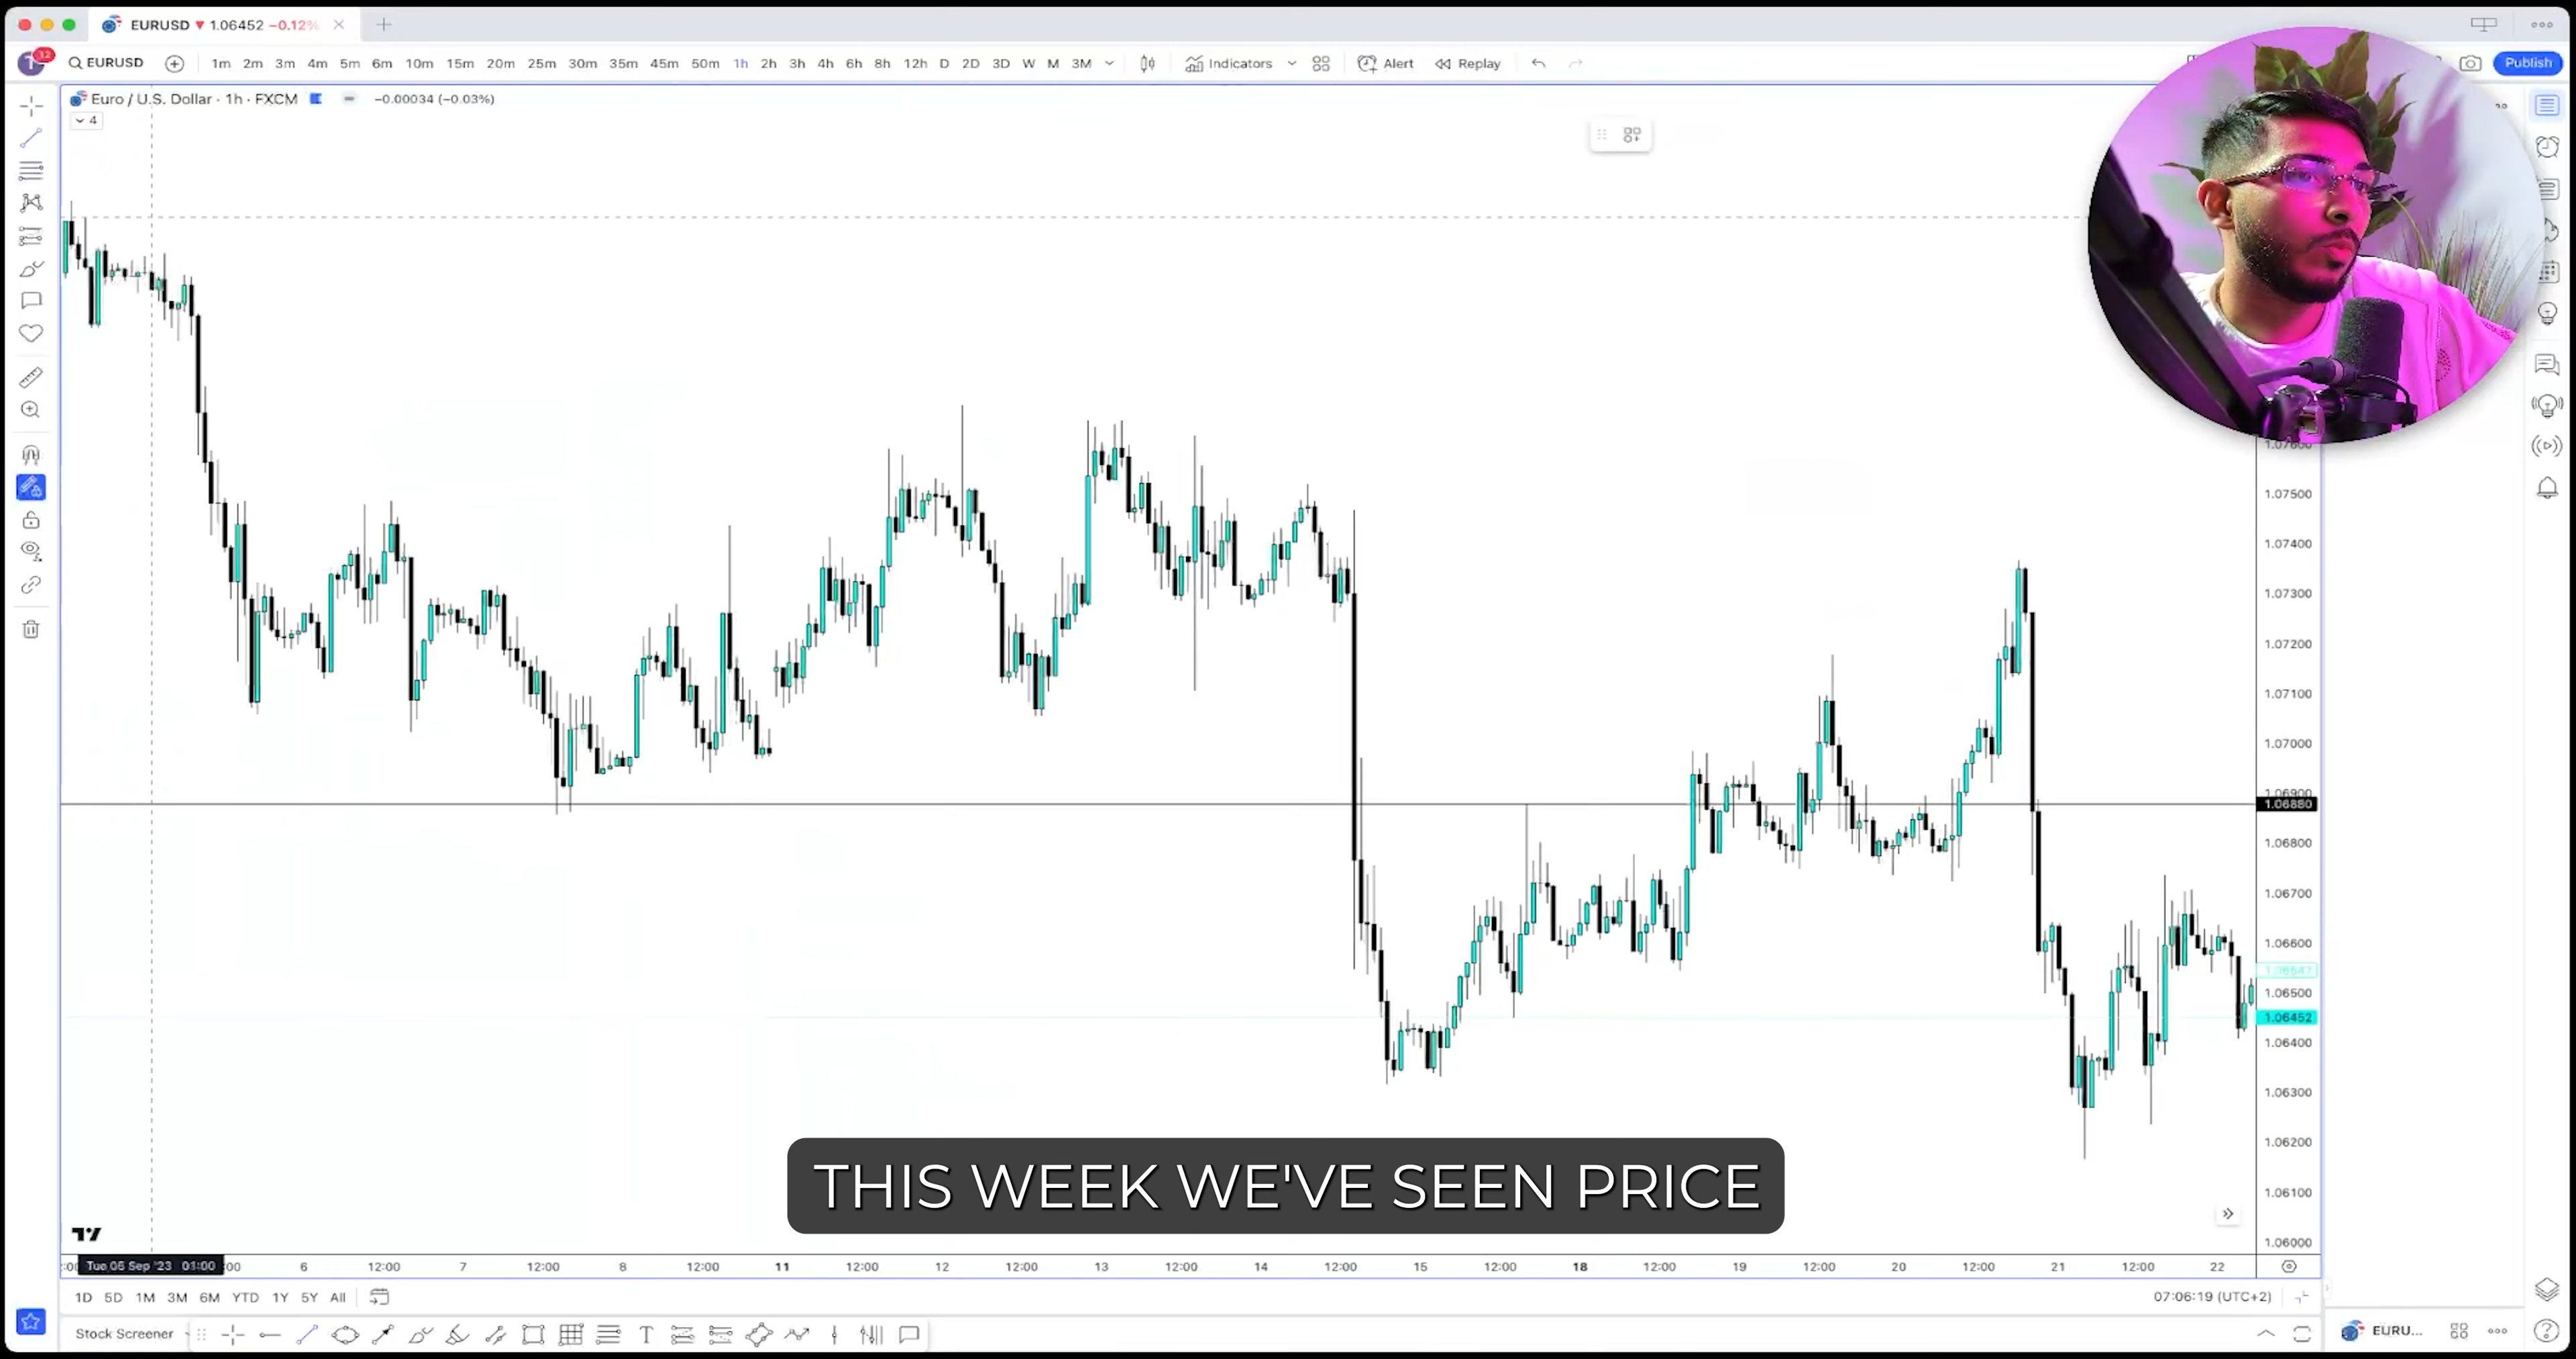 EURUSD ▼ 1.06452 −0.12%
12
EURUSD 1m 2m 3m 4m 5m 6m 10m 15m 20m 25m 30m 35m 45m 50m 1h 2h 3h 4h 6h 8h 12h D 2D 3D W M 3M Indicators Alert Replay Publish
Euro / U.S. Dollar · 1h · FXCM −0.00034 (−0.03%)
4
1.07500
1.07400
1.07300
1.07200
1.07100
1.07000
1.06900
1.06880
1.06800
1.06700
1.06600
1.06500
1.06452
1.06400
1.06300
1.06200
1.06100
1.06000
THIS WEEK WE'VE SEEN PRICE
Tue 05 Sep '23 01:00 6 12:00 7 12:00 8 12:00 11 12:00 12 12:00 13 12:00 14 12:00 15 12:00 18 12:00 19 12:00 20 12:00 21 12:00 22
1D 5D 1M 3M 6M YTD 1Y 5Y All 07:06:19 (UTC+2)
Stock Screener EURU...